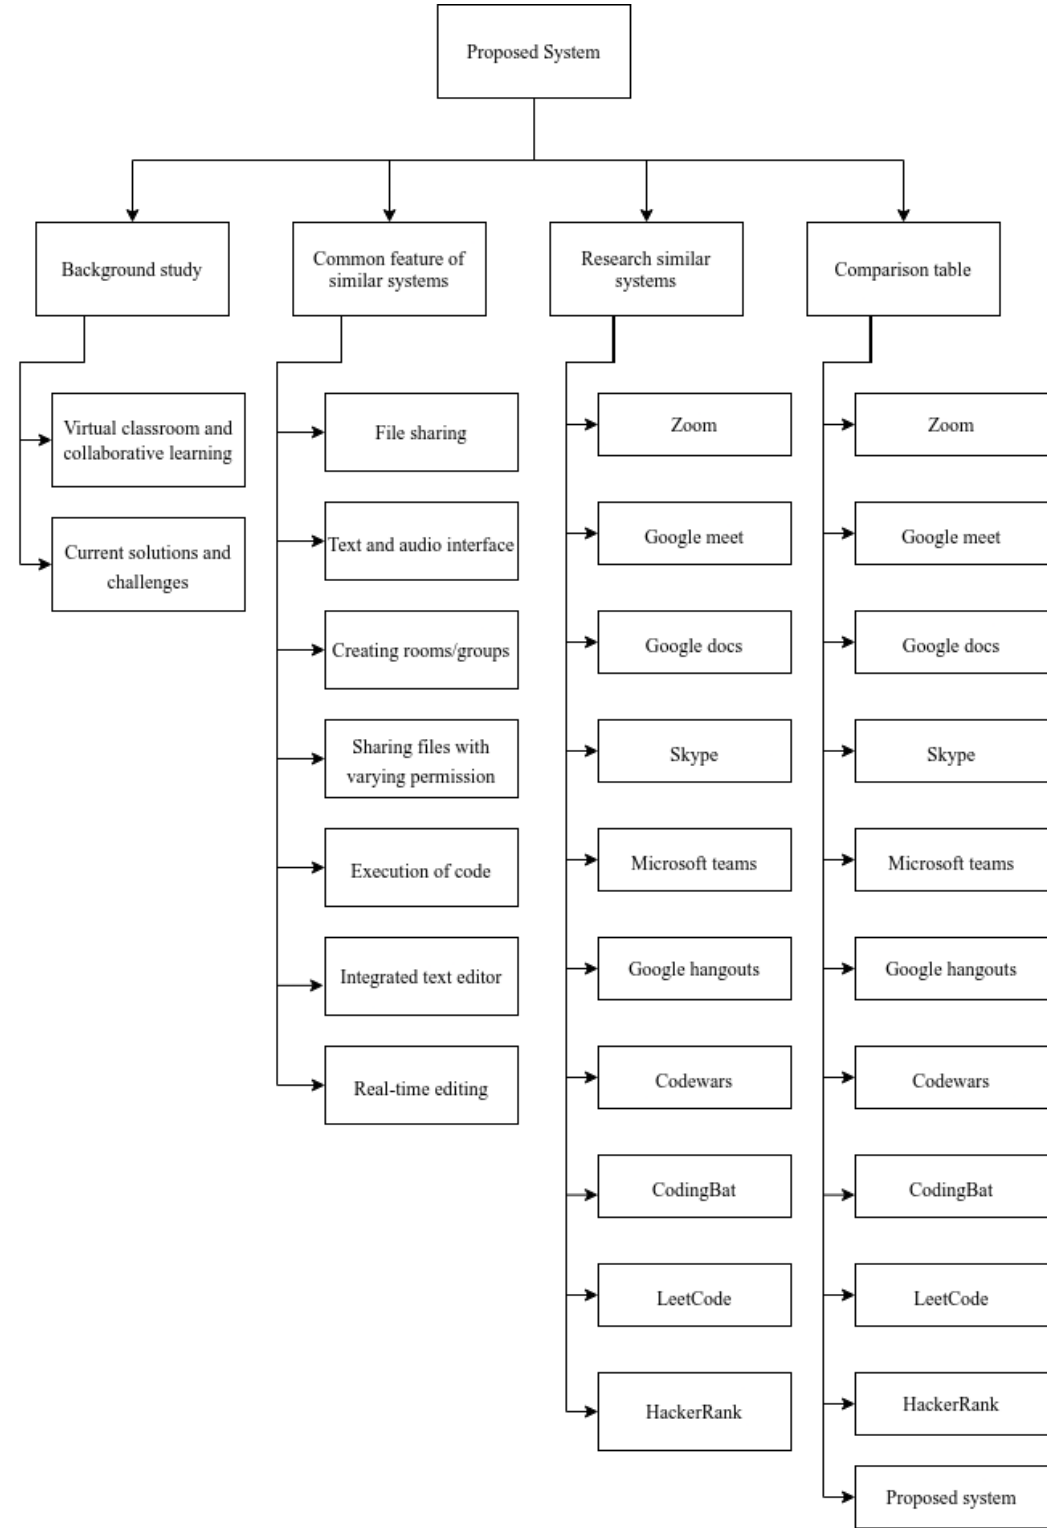 Proposed System
Background study
Common feature of
similar systems
Research similar
systems
Comparison table
Virtual classroom and
collaborative learning
Current solutions and
challenges
File sharing
Text and audio interface
Creating rooms/groups
Sharing files with
varying permission
Execution of code
Integrated text editor
Real-time editing
Zoom
Google meet
Google docs
Skype
Microsoft teams
Google hangouts
Codewars
CodingBat
LeetCode
HackerRank
Zoom
Google meet
Google docs
Skype
Microsoft teams
Google hangouts
Codewars
CodingBat
LeetCode
HackerRank
Proposed system